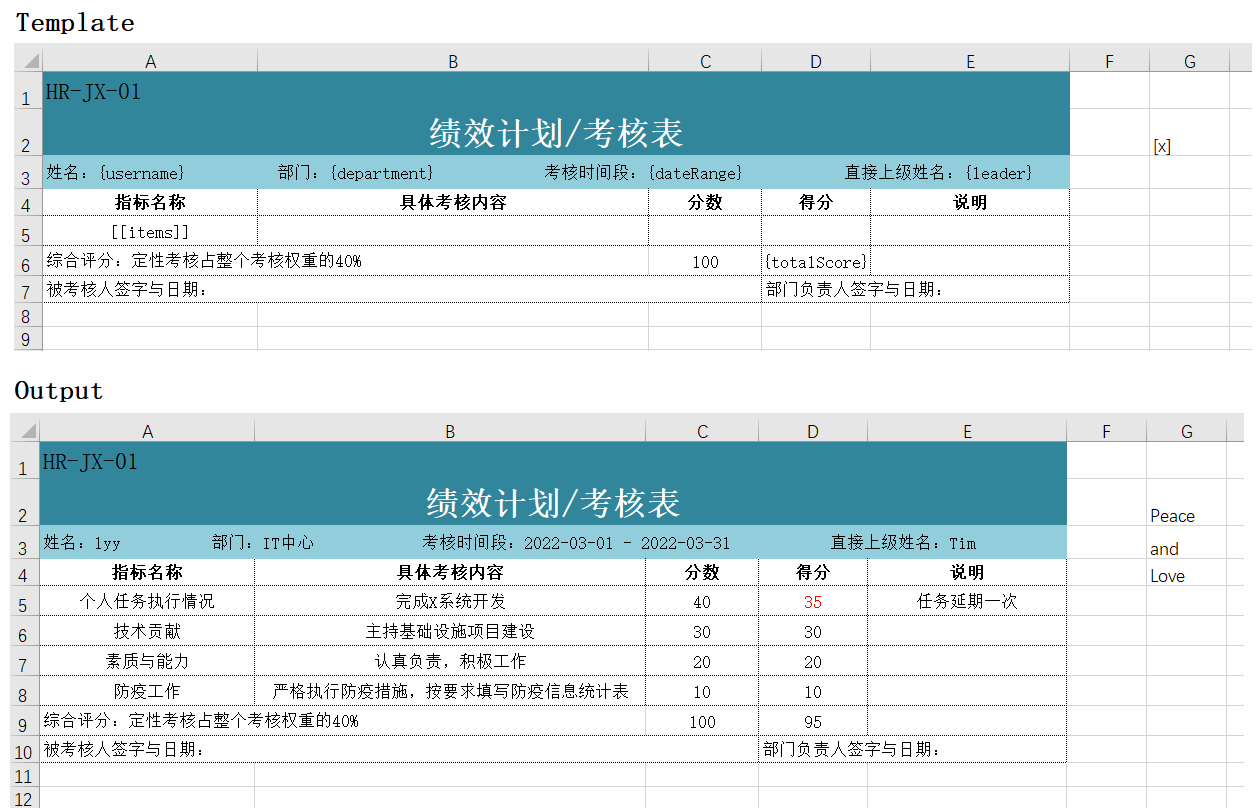 Template
A B C D E F G
1 HR-JX-01
2 绩效计划/考核表 [x]
3 姓名：{username} 部门：{department} 考核时间段：{dateRange} 直接上级姓名：{leader}
4 指标名称 具体考核内容 分数 得分 说明
5 [[items]]
6 综合评分：定性考核占整个考核权重的40% 100 {totalScore}
7 被考核人签字与日期： 部门负责人签字与日期：
8
9
Output
A B C D E F G
1 HR-JX-01
2 绩效计划/考核表 Peace
3 姓名：lyy 部门：IT中心 考核时间段：2022-03-01 - 2022-03-31 直接上级姓名：Tim and
4 指标名称 具体考核内容 分数 得分 说明 Love
5 个人任务执行情况 完成X系统开发 40 35 任务延期一次
6 技术贡献 主持基础设施项目建设 30 30
7 素质与能力 认真负责，积极工作 20 20
8 防疫工作 严格执行防疫措施，按要求填写防疫信息统计表 10 10
9 综合评分：定性考核占整个考核权重的40% 100 95
10 被考核人签字与日期： 部门负责人签字与日期：
11
12